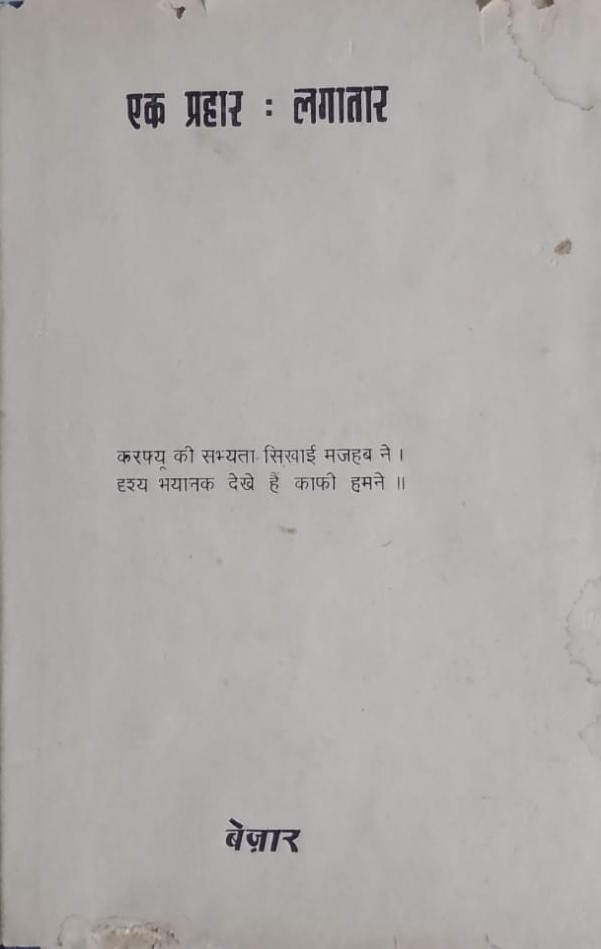 एक प्रहार : लगातार
करफ्यू की सभ्यता सिखाई मजहब ने ।
दृश्य भयानक देखे हैं काफी हमने ॥
बेज़ार